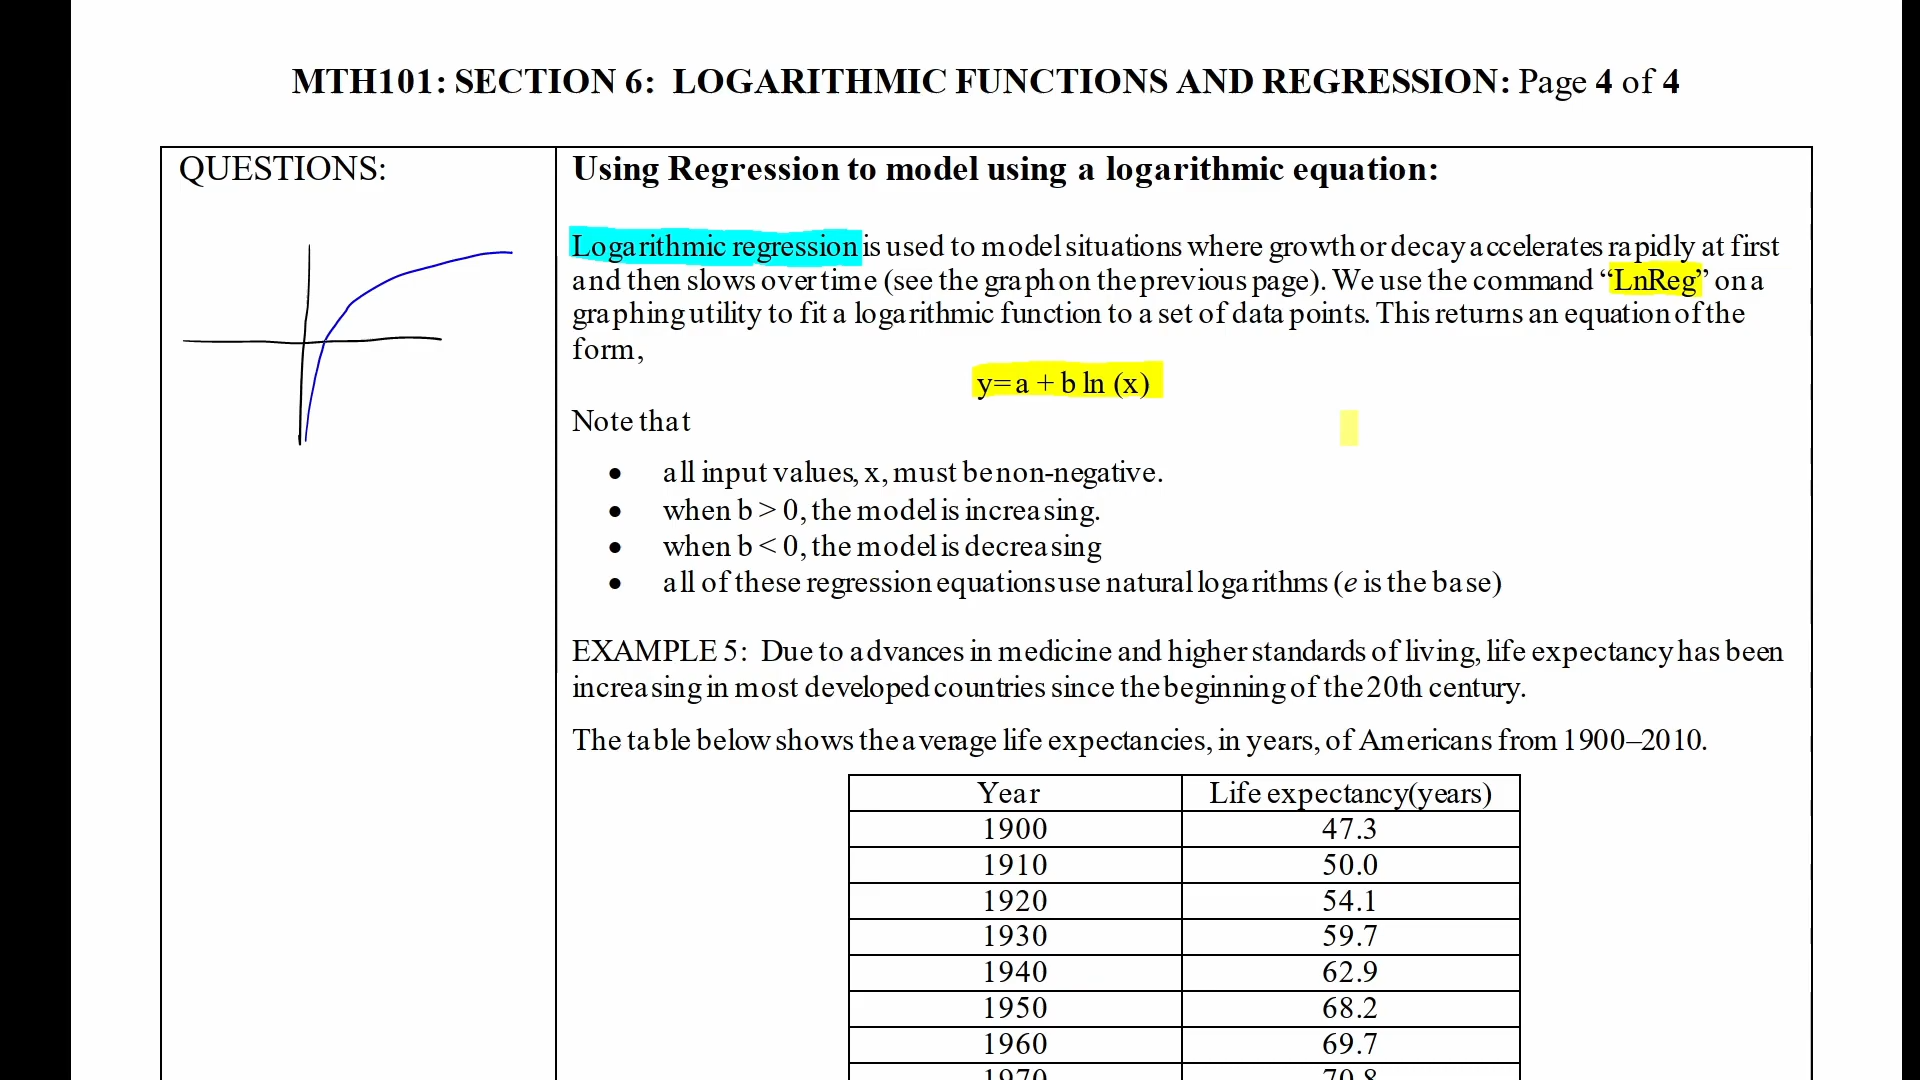 MTH101: SECTION 6: LOGARITHMIC FUNCTIONS AND REGRESSION: Page 4 of 4
QUESTIONS:
Using Regression to model using a logarithmic equation:
Logarithmic regression is used to model situations where growth or decay accelerates rapidly at first
and then slows over time (see the graph on the previous page). We use the command “LnReg” on a
graphing utility to fit a logarithmic function to a set of data points. This returns an equation of the
form,
y= a + b ln (x)
Note that
• all input values, x, must be non-negative.
• when b > 0, the model is increasing.
• when b < 0, the model is decreasing
• all of these regression equations use natural logarithms (e is the base)
EXAMPLE 5: Due to advances in medicine and higher standards of living, life expectancy has been
increasing in most developed countries since the beginning of the 20th century.
The table below shows the average life expectancies, in years, of Americans from 1900–2010.
Year Life expectancy(years)
1900 47.3
1910 50.0
1920 54.1
1930 59.7
1940 62.9
1950 68.2
1960 69.7
1970 70.8